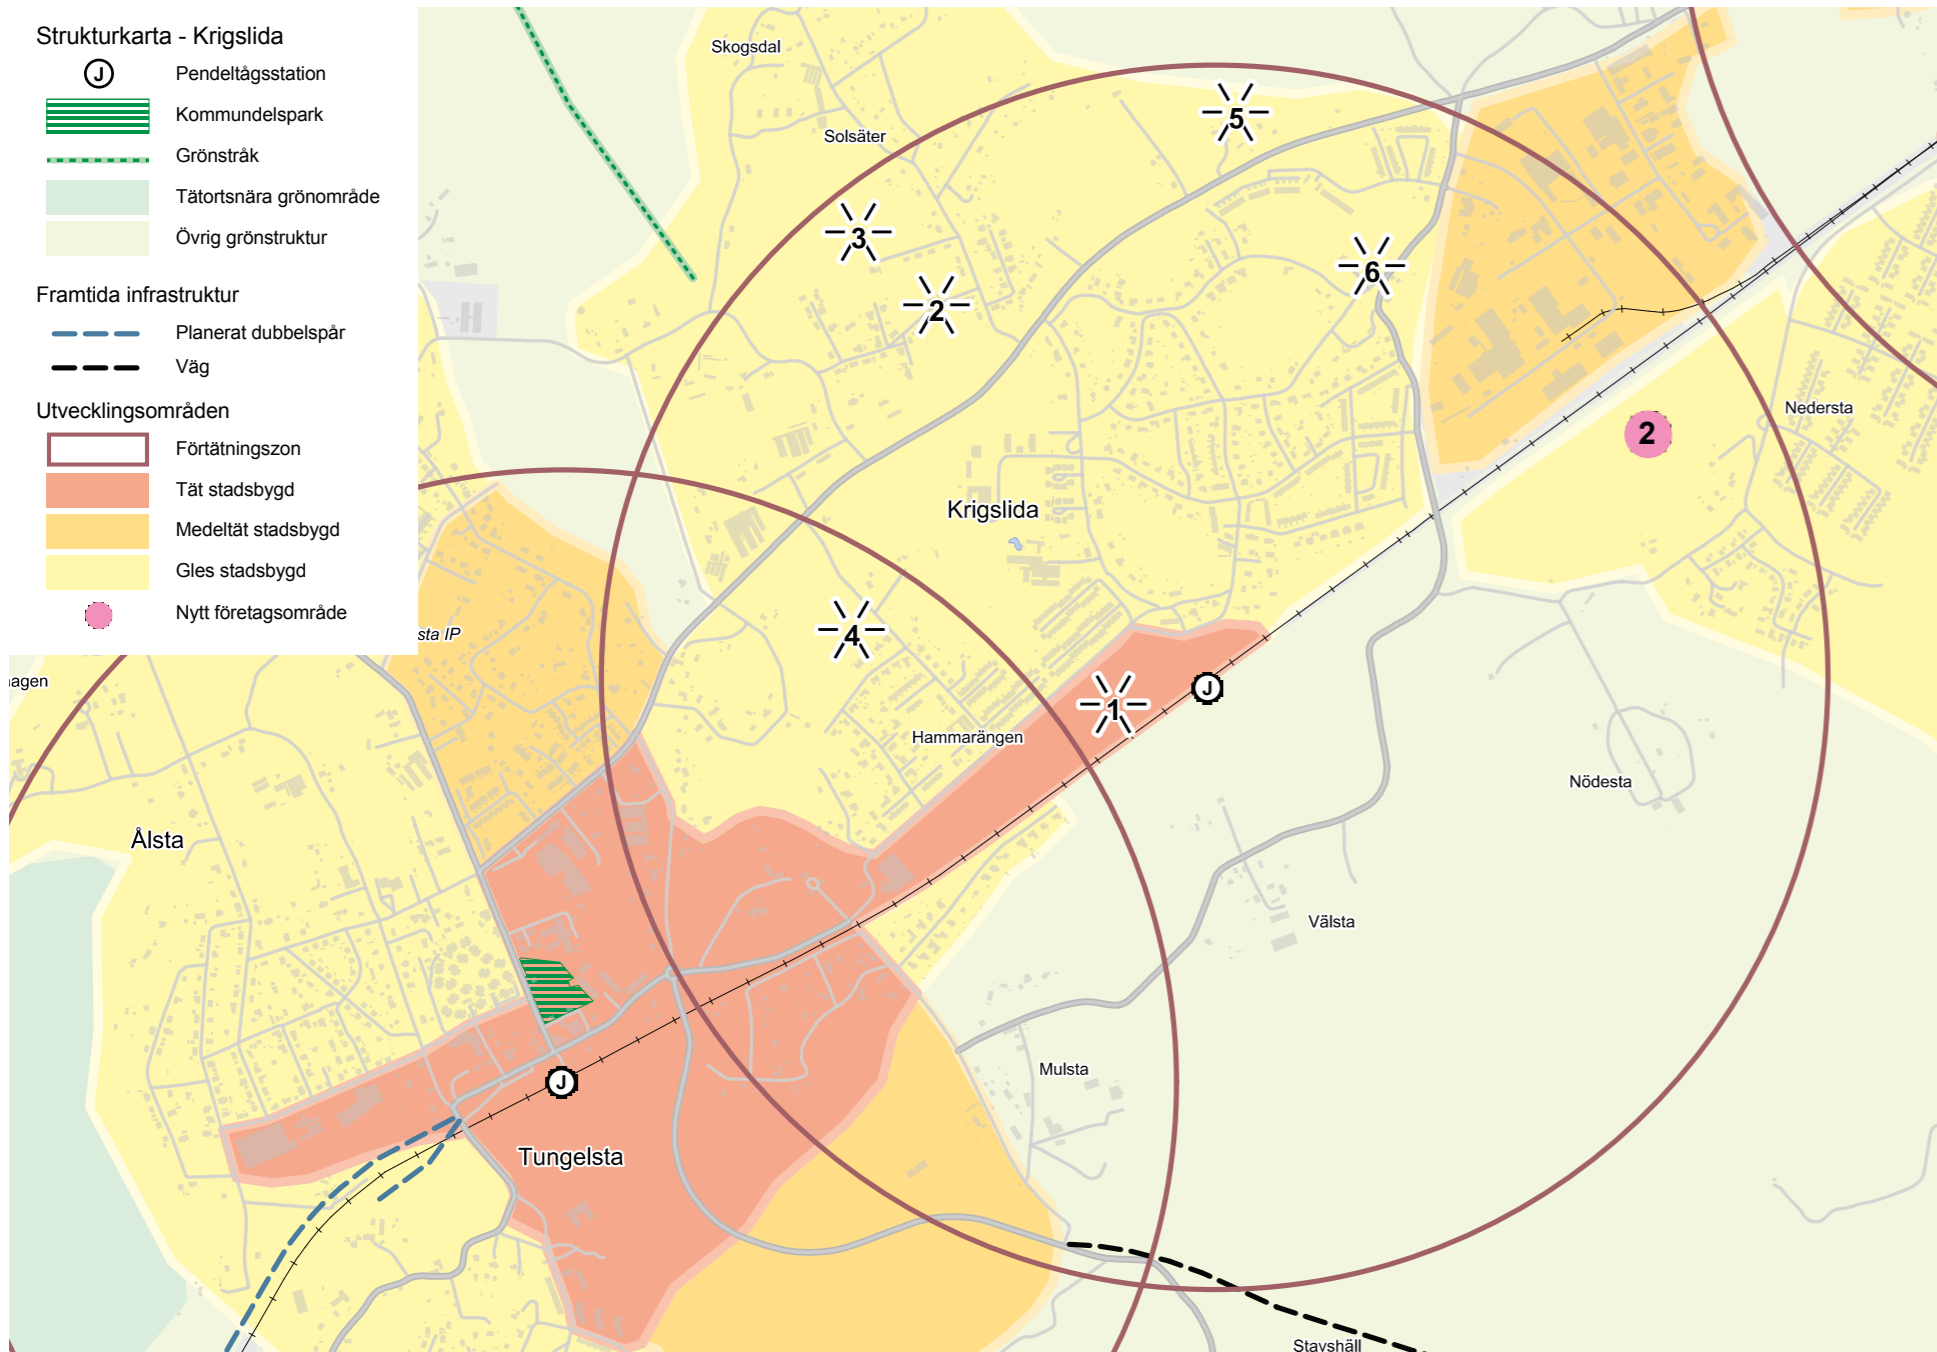 Strukturkarta - Krigslida
J Pendeltågsstation
Kommundelspark
Grönstråk
Tätortsnära grönområde
Övrig grönstruktur
Framtida infrastruktur
Planerat dubbelspår
Väg
Utvecklingsområden
Förtätningszon
Tät stadsbygd
Medeltät stadsbygd
Gles stadsbygd
Nytt företagsområde
Skogsdal
5
Solsäter
3
6
2
Nedersta
2
Krigslida
sta IP
4
agen
J
1
Hammarängen
Nödesta
Ålsta
Välsta
Mulsta
J
Tungelsta
Stavshäll